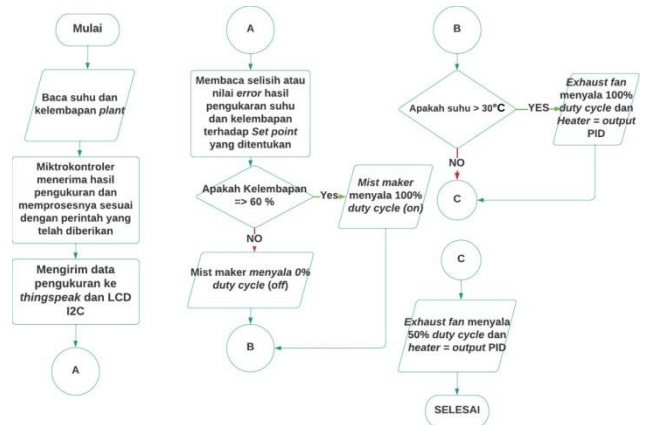 Mulai
Baca suhu dan
kelembapan plant
Miktrokontroler
menerima hasil
pengukuran dan
memprosesnya sesuai
dengan perintah yang
telah diberikan
Mengirim data
pengukuran ke
thingspeak dan LCD
I2C
A
A
Membaca selisih atau
nilai error hasil
pengukaran suhu
dan kelembapan
terhadap Set point
yang ditentukan
Apakah Kelembapan
=> 60 %
Yes
Mist maker
menyala 100%
duty cycle (on)
NO
Mist maker menyala 0%
duty cycle (off)
B
B
Apakah suhu > 30°C
YES
Exhaust fan
menyala 100%
duty cycle dan
Heater = output
PID
NO
C
C
Exhaust fan menyala
50% duty cycle dan
heater = output PID
SELESAI